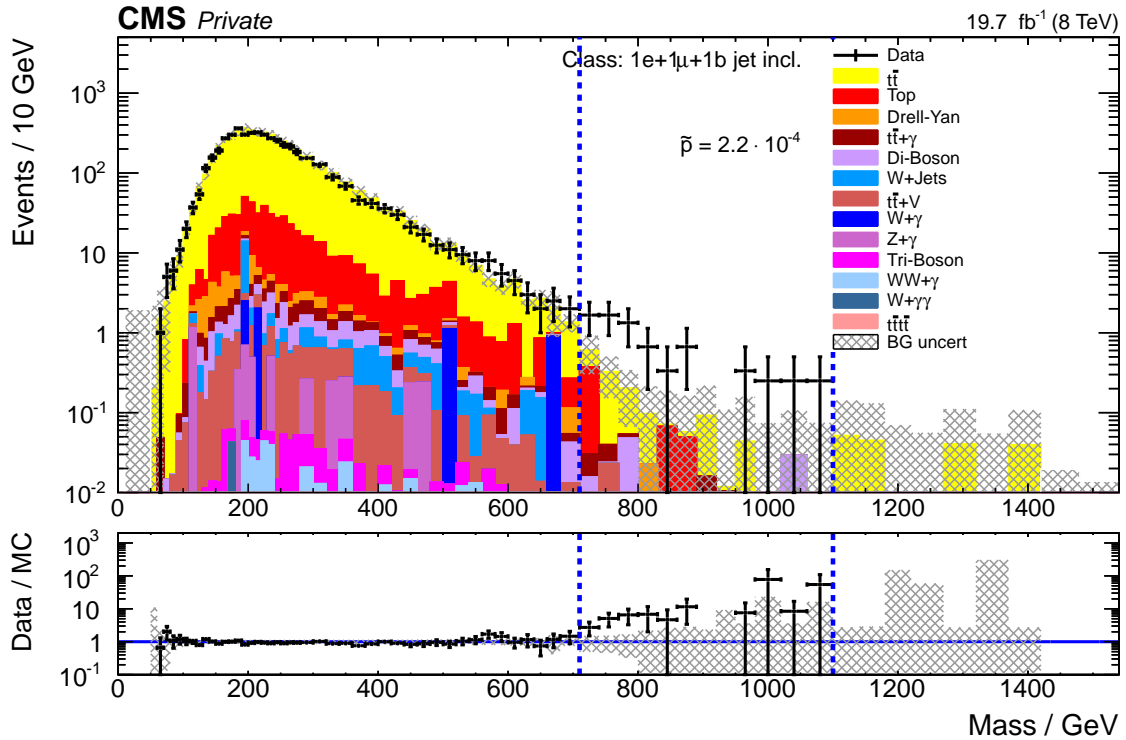 CMS Private
19.7 fb⁻¹ (8 TeV)
Events / 10 GeV
Class: 1e+1μ+1b jet incl.
p̃ = 2.2 · 10⁻⁴
Data
tt̄
Top
Drell-Yan
tt̄+γ
Di-Boson
W+Jets
tt̄+V
W+γ
Z+γ
Tri-Boson
WW+γ
W+γγ
tt̄tt̄
BG uncert
10³
10²
10
1
10⁻¹
10⁻²
0 200 400 600 800 1000 1200 1400
Data / MC
10³
10²
10
1
10⁻¹
0 200 400 600 800 1000 1200 1400
Mass / GeV